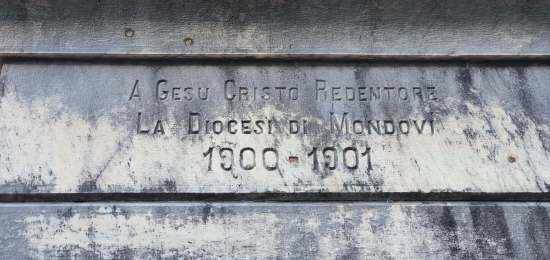 A GESU CRISTO REDENTORE
LA DIOCESI DI MONDOVI
1900-1901